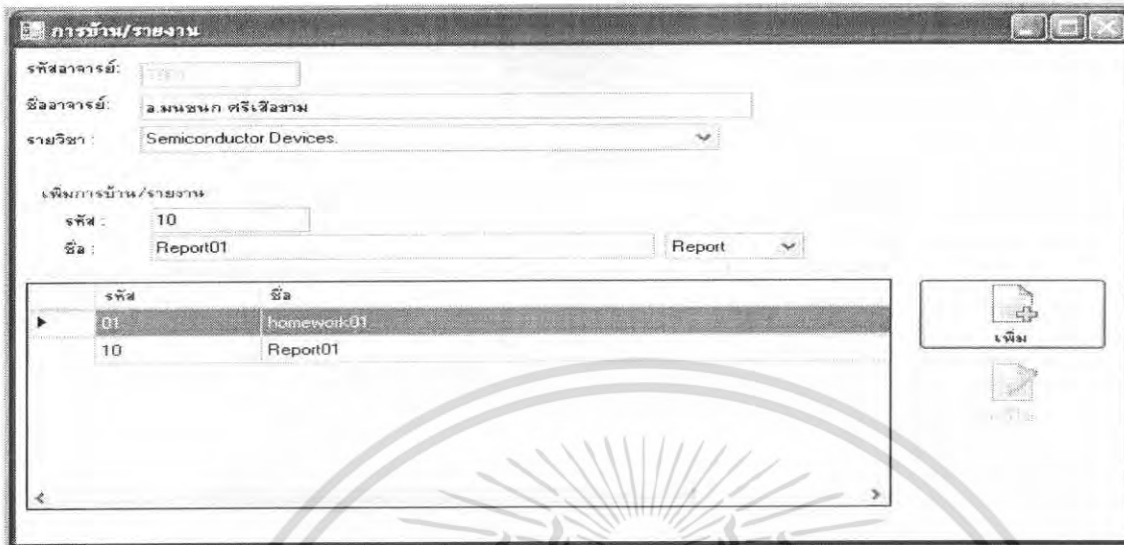 การบ้าน/รายงาน
รหัสอาจารย์:
ชื่ออาจารย์: อ.มนชนก ศรีเสือขาม
รายวิชา : Semiconductor Devices.
เพิ่มการบ้าน/รายงาน
รหัส : 10
ชื่อ : Report01 Report
รหัส ชื่อ
01 homework01
10 Report01
เพิ่ม